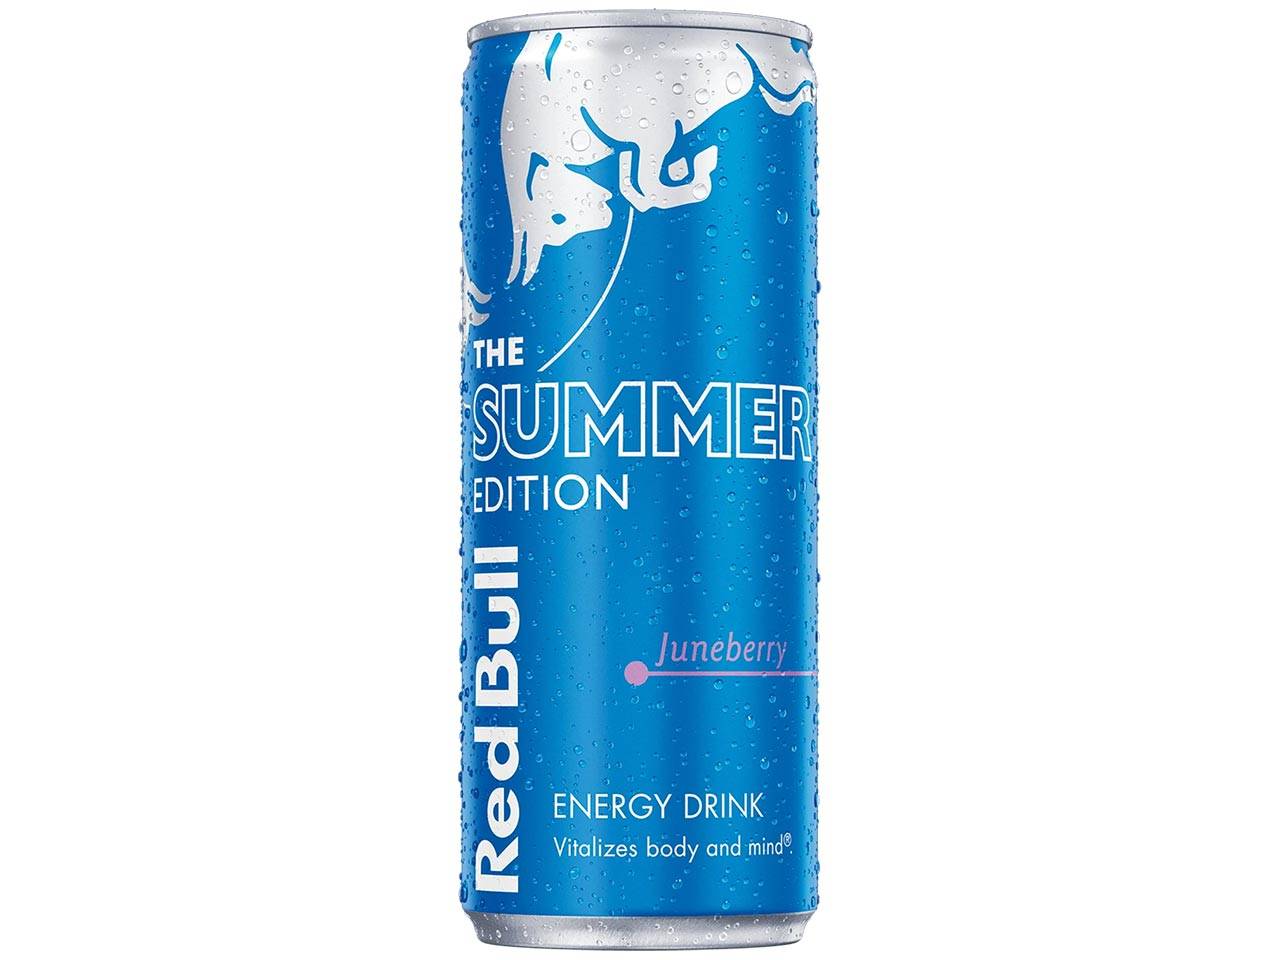 THE
SUMMER
EDITION
Red Bull
Juneberry
ENERGY DRINK
Vitalizes body and mind®.